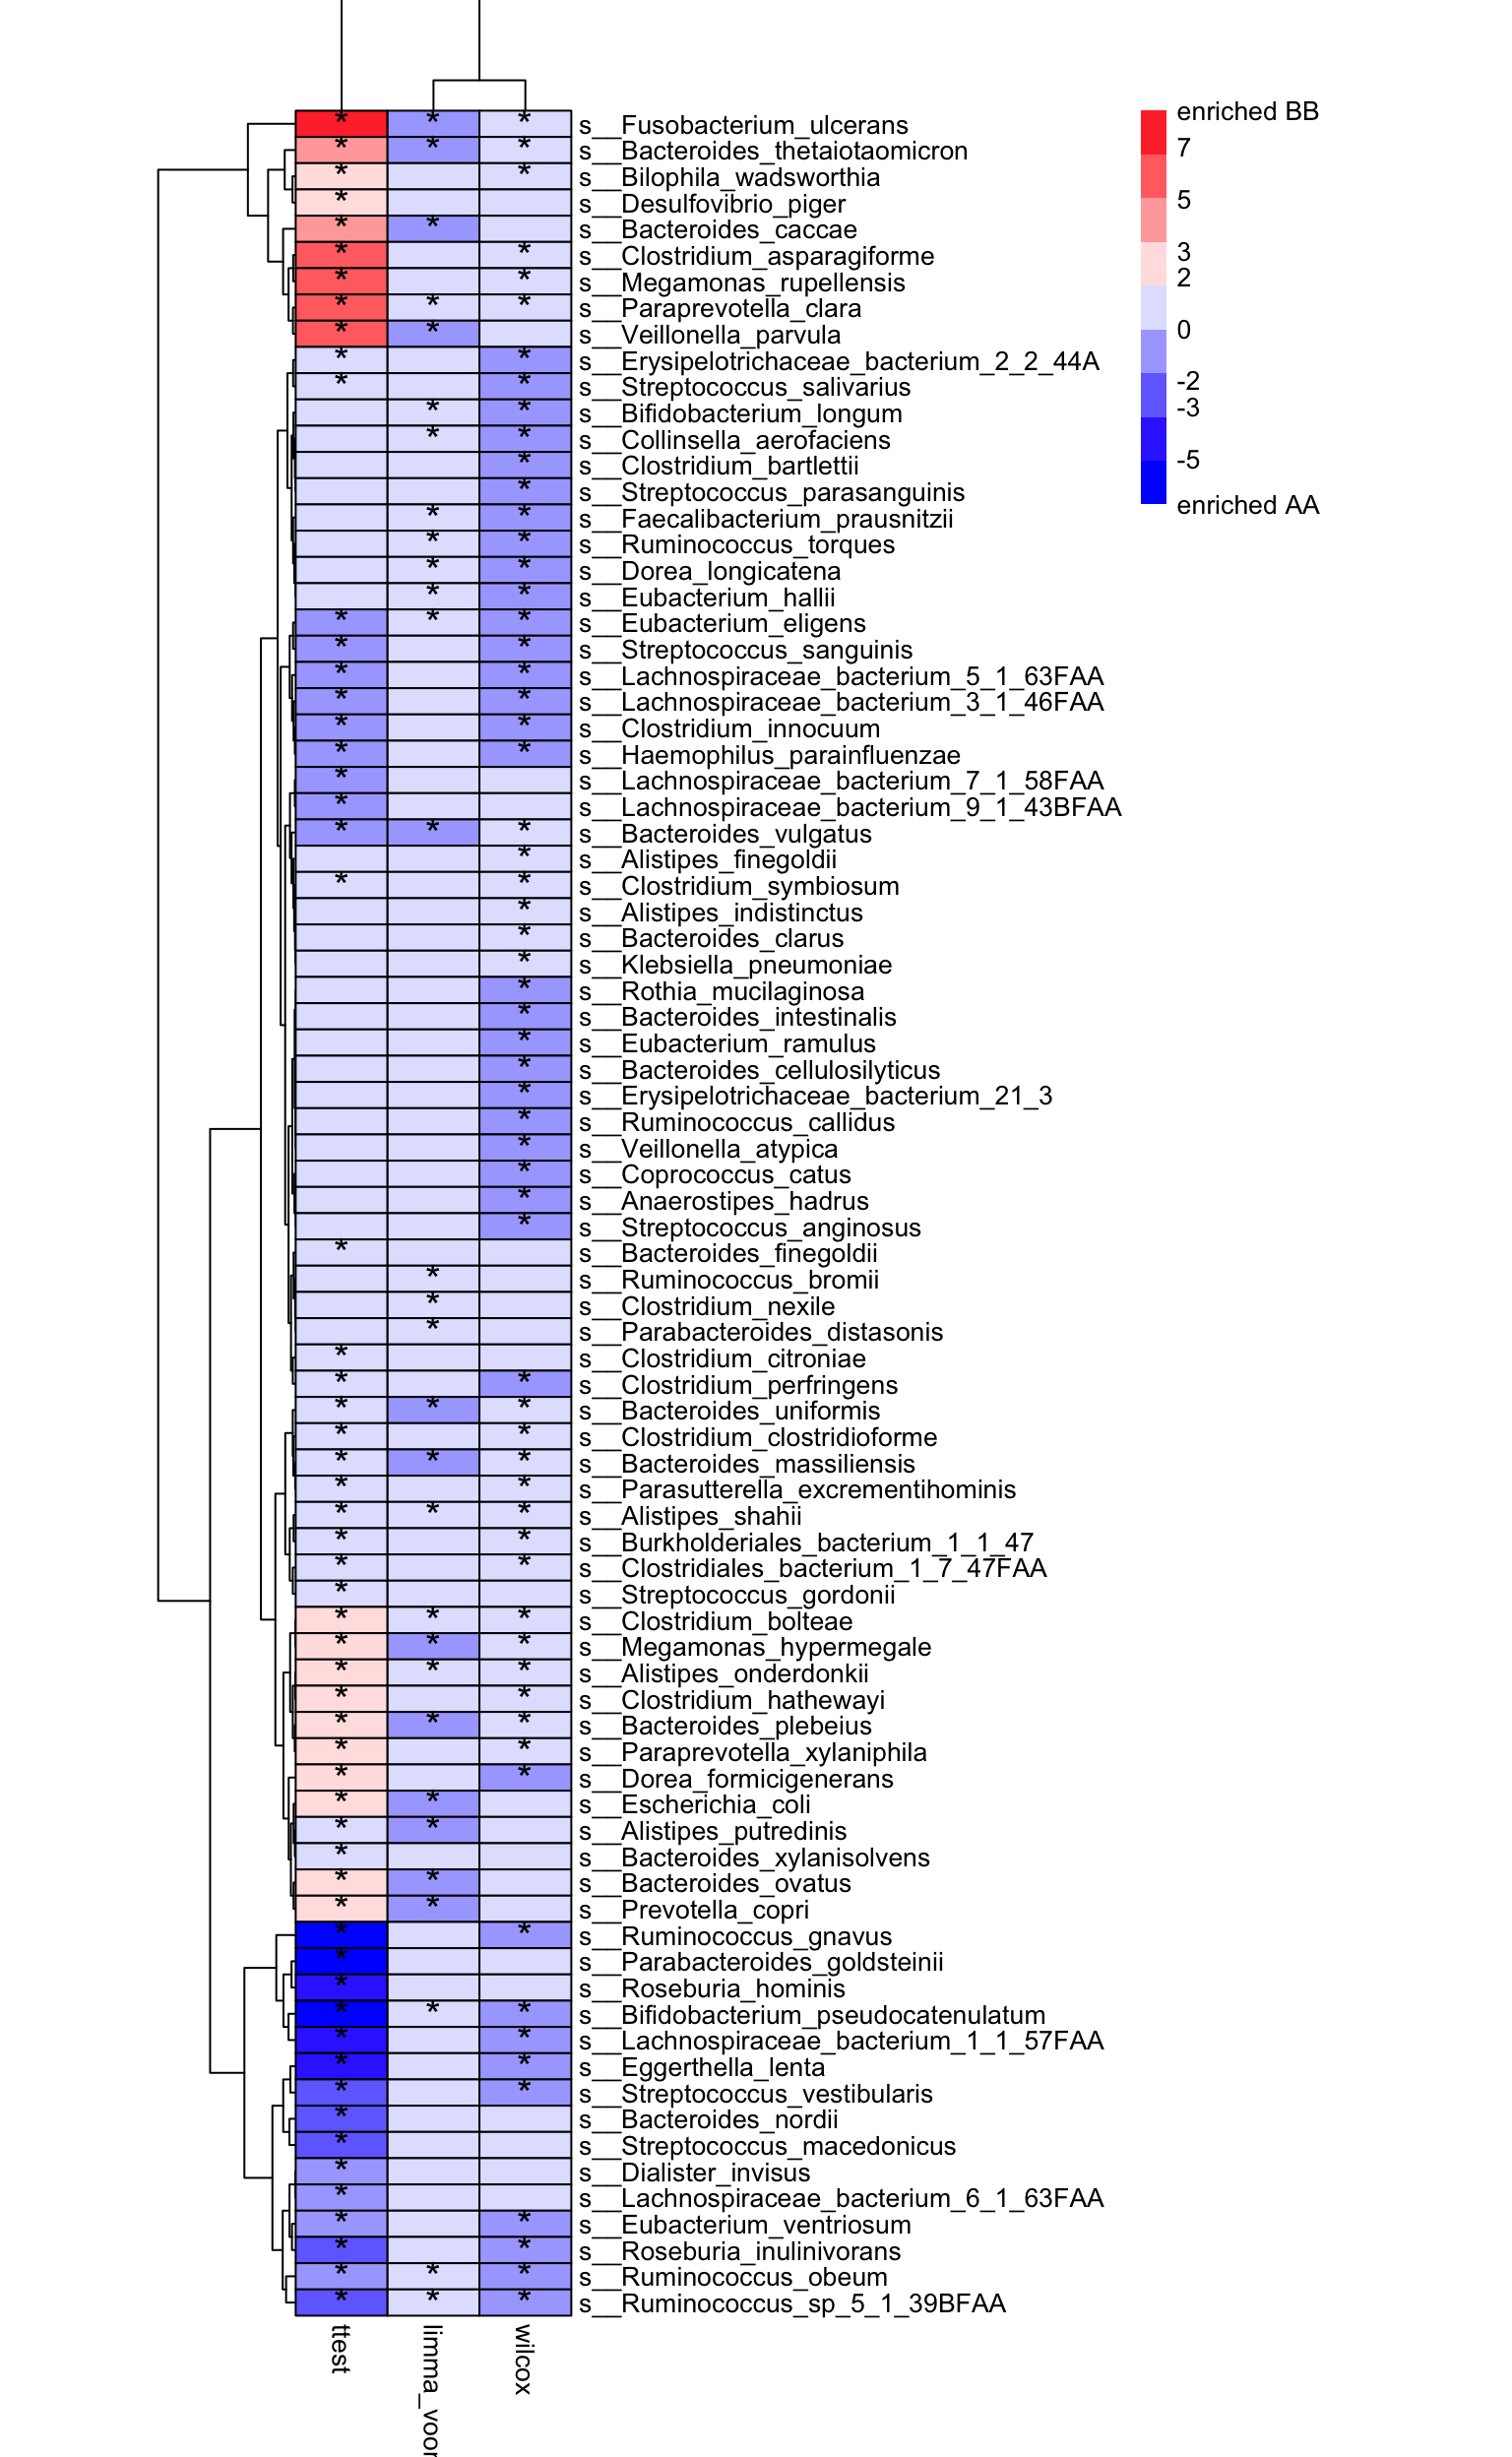 enriched BB
7
5
3
2
0
-2
-3
-5
enriched AA
* * * s__Fusobacterium_ulcerans
* * * s__Bacteroides_thetaiotaomicron
* * s__Bilophila_wadsworthia
* s__Desulfovibrio_piger
* * s__Bacteroides_caccae
* * s__Clostridium_asparagiforme
* * s__Megamonas_rupellensis
* * * s__Paraprevotella_clara
* * s__Veillonella_parvula
* * s__Erysipelotrichaceae_bacterium_2_2_44A
* * s__Streptococcus_salivarius
* * s__Bifidobacterium_longum
* * s__Collinsella_aerofaciens
* s__Clostridium_bartlettii
* s__Streptococcus_parasanguinis
* * s__Faecalibacterium_prausnitzii
* * s__Ruminococcus_torques
* * s__Dorea_longicatena
* * s__Eubacterium_hallii
* * * s__Eubacterium_eligens
* * s__Streptococcus_sanguinis
* * s__Lachnospiraceae_bacterium_5_1_63FAA
* * s__Lachnospiraceae_bacterium_3_1_46FAA
* * s__Clostridium_innocuum
* * s__Haemophilus_parainfluenzae
* s__Lachnospiraceae_bacterium_7_1_58FAA
* s__Lachnospiraceae_bacterium_9_1_43BFAA
* * * s__Bacteroides_vulgatus
* s__Alistipes_finegoldii
* * s__Clostridium_symbiosum
* s__Alistipes_indistinctus
* s__Bacteroides_clarus
* s__Klebsiella_pneumoniae
* s__Rothia_mucilaginosa
* s__Bacteroides_intestinalis
* s__Eubacterium_ramulus
* s__Bacteroides_cellulosilyticus
* s__Erysipelotrichaceae_bacterium_21_3
* s__Ruminococcus_callidus
* s__Veillonella_atypica
* s__Coprococcus_catus
* s__Anaerostipes_hadrus
* s__Streptococcus_anginosus
* s__Bacteroides_finegoldii
* s__Ruminococcus_bromii
* s__Clostridium_nexile
* s__Parabacteroides_distasonis
* s__Clostridium_citroniae
* * s__Clostridium_perfringens
* * * s__Bacteroides_uniformis
* * s__Clostridium_clostridioforme
* * * s__Bacteroides_massiliensis
* * s__Parasutterella_excrementihominis
* * * s__Alistipes_shahii
* * s__Burkholderiales_bacterium_1_1_47
* * s__Clostridiales_bacterium_1_7_47FAA
* s__Streptococcus_gordonii
* * * s__Clostridium_bolteae
* * * s__Megamonas_hypermegale
* * * s__Alistipes_onderdonkii
* * s__Clostridium_hathewayi
* * * s__Bacteroides_plebeius
* * s__Paraprevotella_xylaniphila
* * s__Dorea_formicigenerans
* * s__Escherichia_coli
* * s__Alistipes_putredinis
* s__Bacteroides_xylanisolvens
* * s__Bacteroides_ovatus
* * s__Prevotella_copri
* * s__Ruminococcus_gnavus
* s__Parabacteroides_goldsteinii
* s__Roseburia_hominis
* * * s__Bifidobacterium_pseudocatenulatum
* * s__Lachnospiraceae_bacterium_1_1_57FAA
* * s__Eggerthella_lenta
* * s__Streptococcus_vestibularis
* s__Bacteroides_nordii
* s__Streptococcus_macedonicus
* s__Dialister_invisus
* s__Lachnospiraceae_bacterium_6_1_63FAA
* * s__Eubacterium_ventriosum
* * s__Roseburia_inulinivorans
* * * s__Ruminococcus_obeum
* * * s__Ruminococcus_sp_5_1_39BFAA
ttest
limma_voo
wilcox